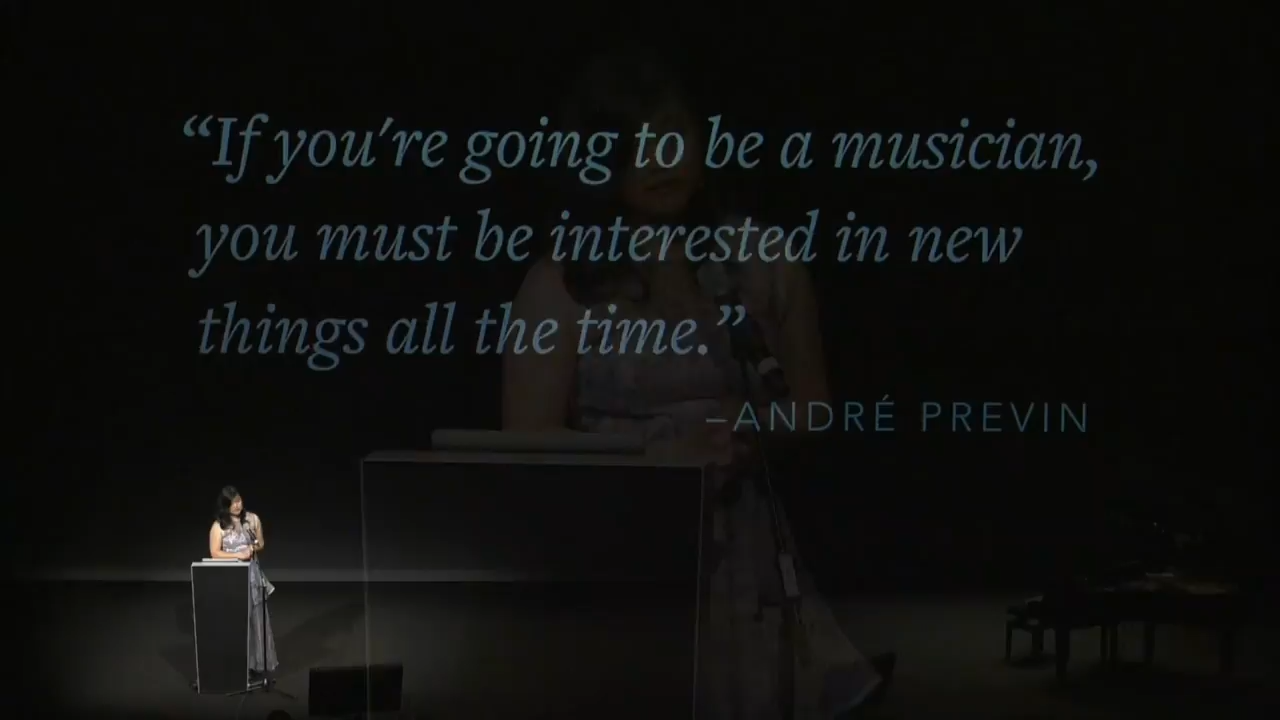 “If you're going to be a musician,
you must be interested in new
things all the time.”
–ANDRÉ PREVIN